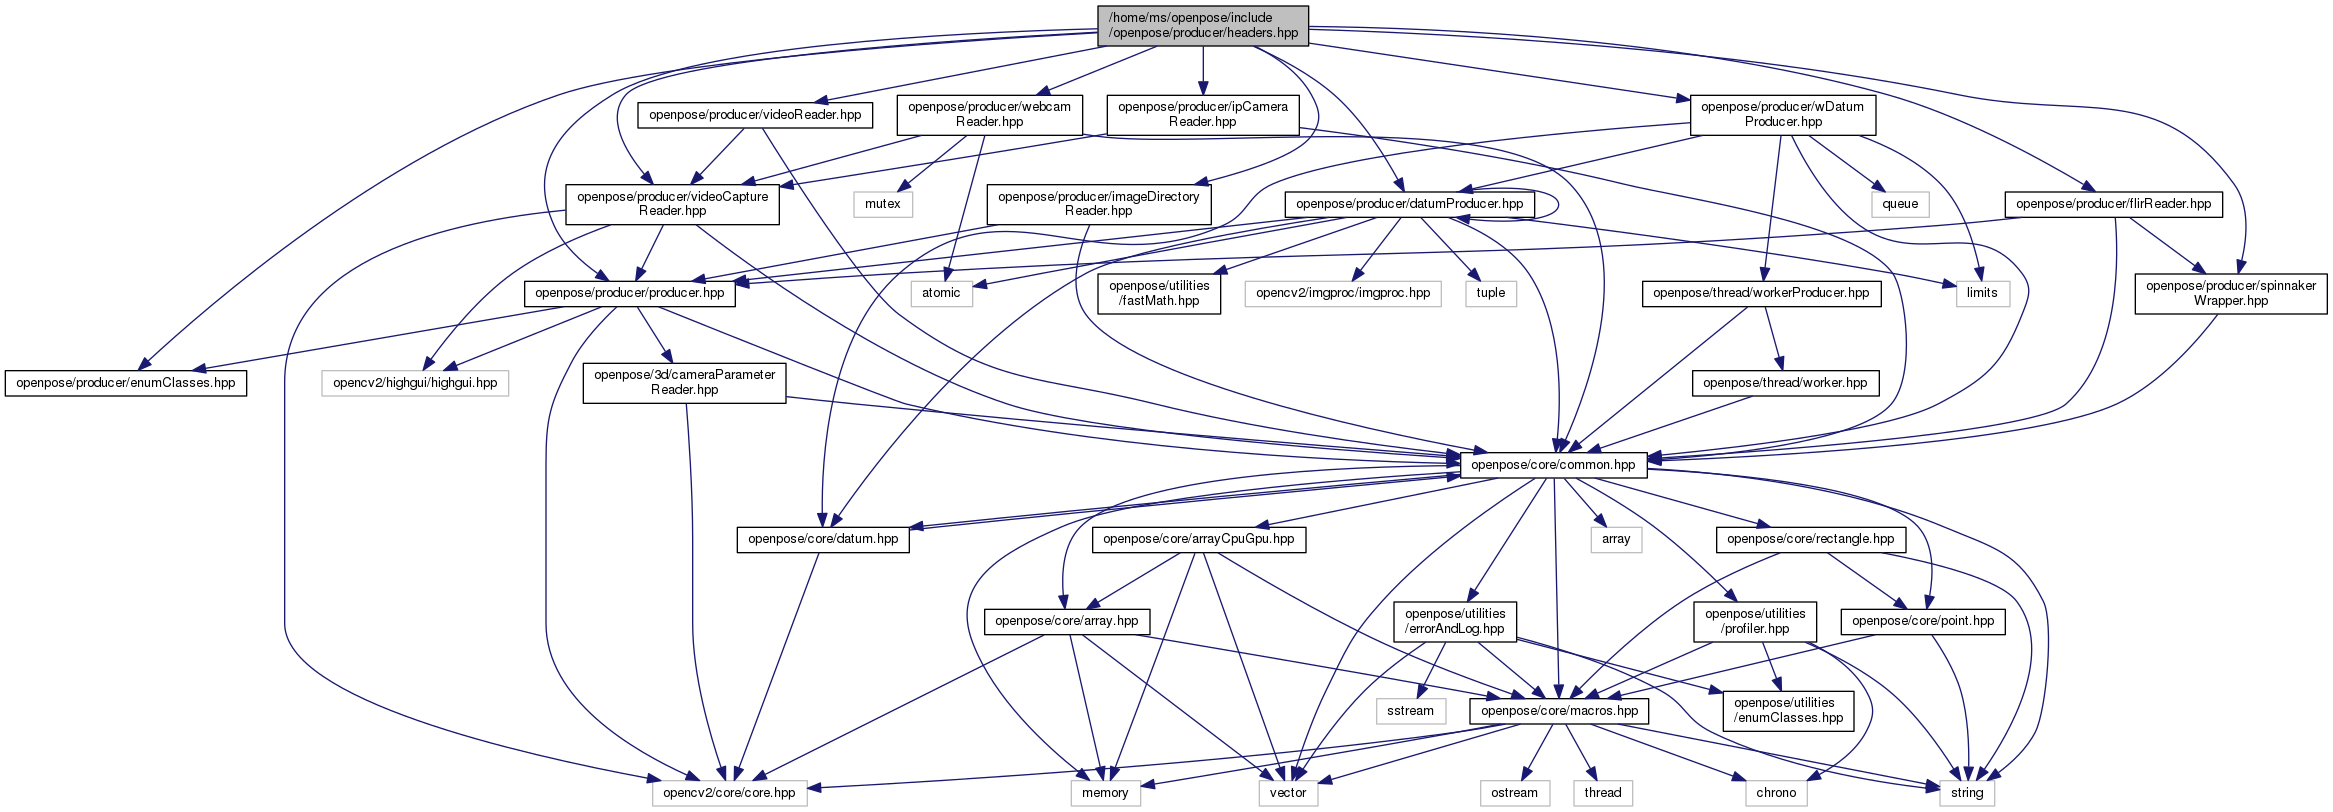 /home/ms/openpose/include
/openpose/producer/headers.hpp
openpose/producer/videoReader.hpp
openpose/producer/webcam
Reader.hpp
openpose/producer/ipCamera
Reader.hpp
openpose/producer/wDatum
Producer.hpp
openpose/producer/videoCapture
Reader.hpp
mutex
openpose/producer/imageDirectory
Reader.hpp
openpose/producer/datumProducer.hpp
queue
openpose/producer/flirReader.hpp
openpose/producer/producer.hpp
atomic
openpose/utilities
/fastMath.hpp
opencv2/imgproc/imgproc.hpp
tuple
openpose/thread/workerProducer.hpp
limits
openpose/producer/spinnaker
Wrapper.hpp
openpose/producer/enumClasses.hpp
opencv2/highgui/highgui.hpp
openpose/3d/cameraParameter
Reader.hpp
openpose/thread/worker.hpp
openpose/core/common.hpp
openpose/core/datum.hpp
openpose/core/arrayCpuGpu.hpp
array
openpose/core/rectangle.hpp
openpose/core/array.hpp
openpose/utilities
/errorAndLog.hpp
openpose/utilities
/profiler.hpp
openpose/core/point.hpp
sstream
openpose/core/macros.hpp
openpose/utilities
/enumClasses.hpp
opencv2/core/core.hpp
memory
vector
ostream
thread
chrono
string